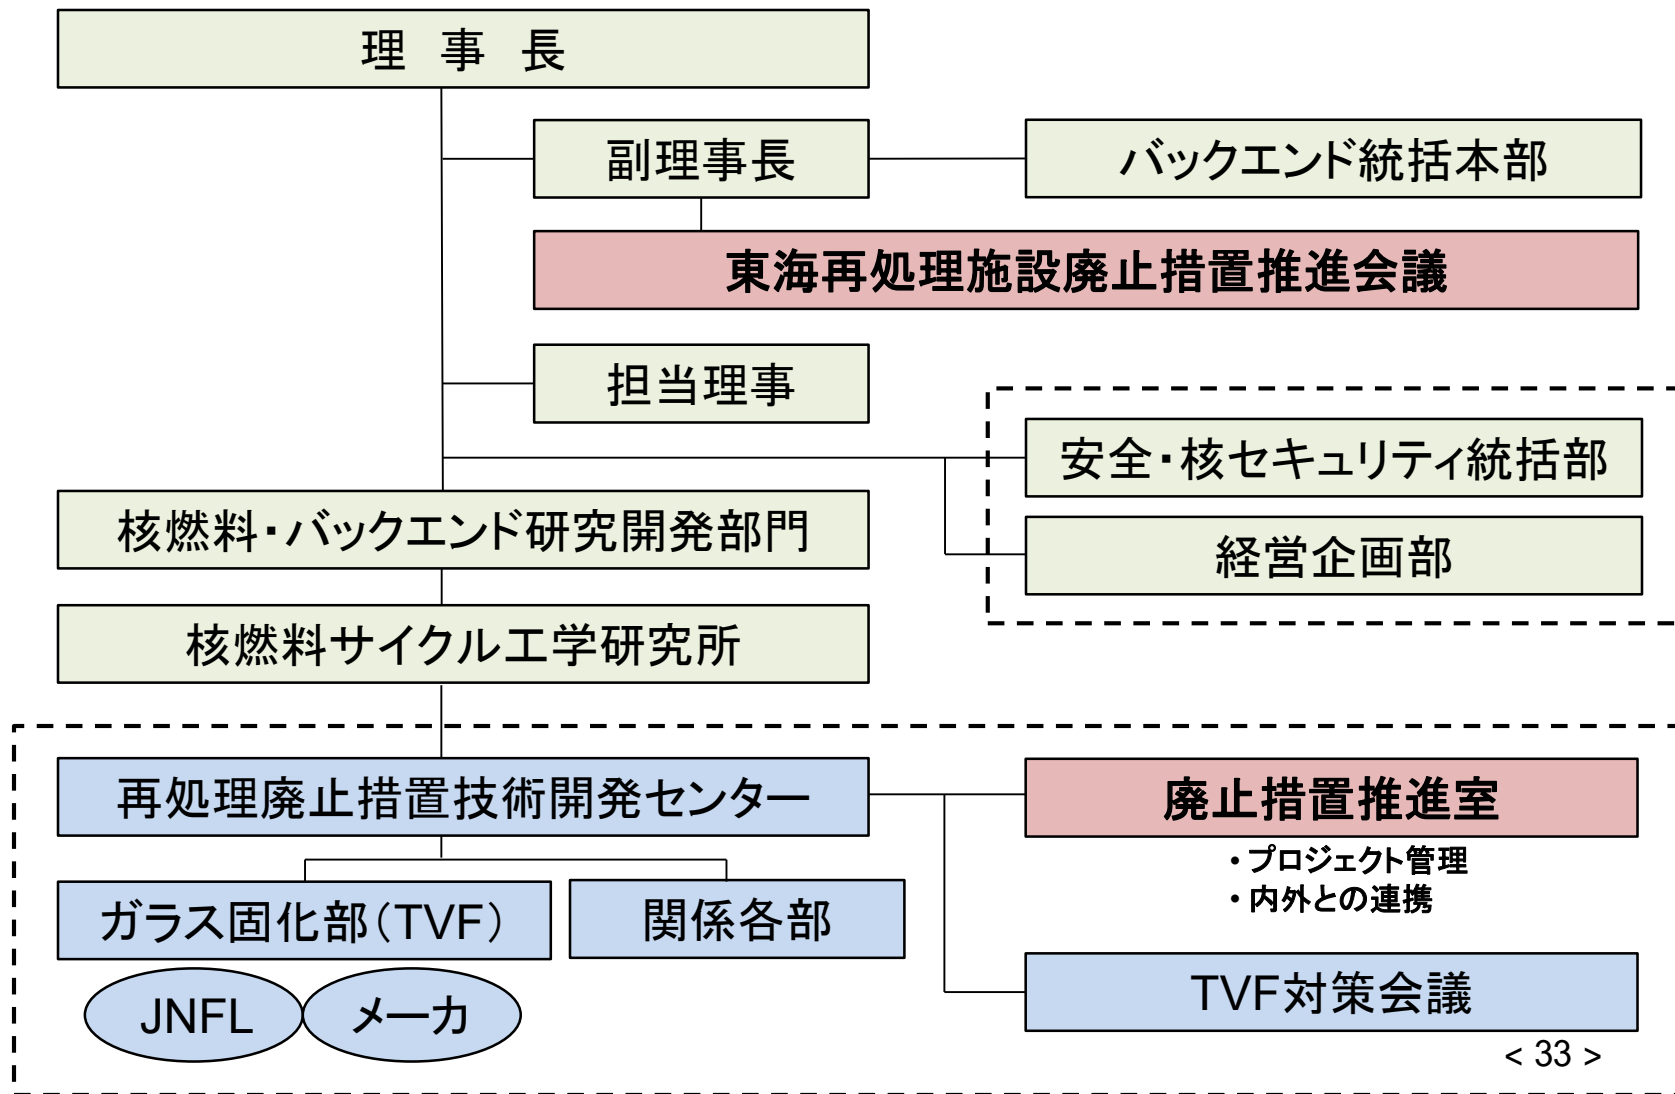 理 事 長
副理事長
バックエンド統括本部
東海再処理施設廃止措置推進会議
担当理事
安全・核セキュリティ統括部
核燃料・バックエンド研究開発部門
経営企画部
核燃料サイクル工学研究所
再処理廃止措置技術開発センター
廃止措置推進室
・プロジェクト管理
・内外との連携
ガラス固化部(TVF)
関係各部
TVF対策会議
JNFL
メーカ
< 33 >